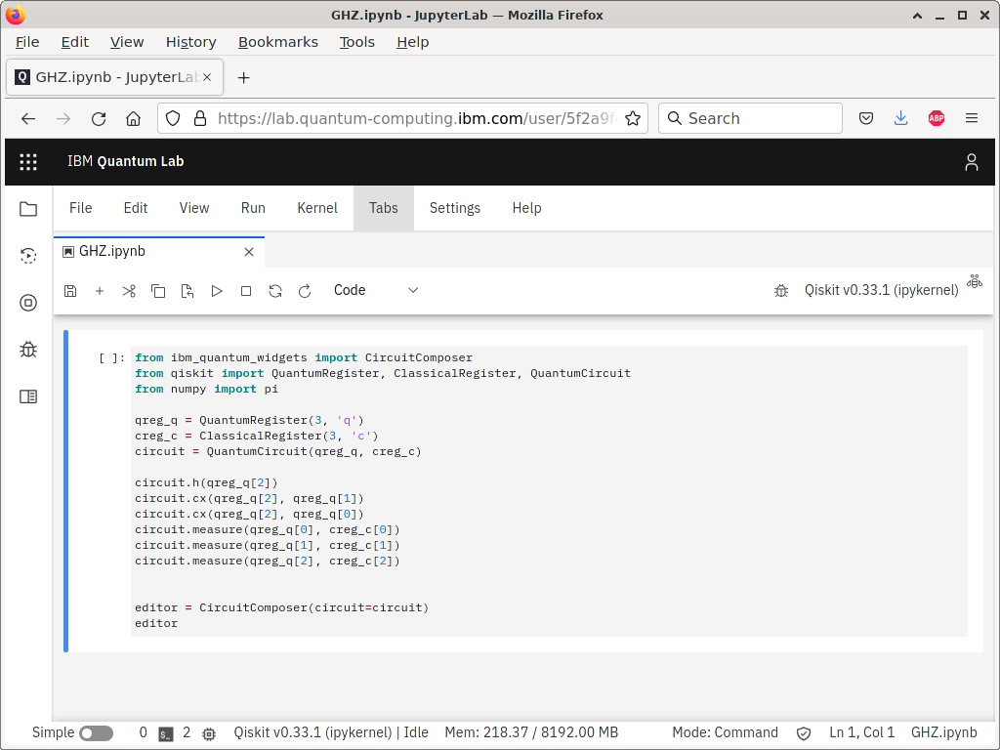 GHZ.ipynb - JupyterLab — Mozilla Firefox
File Edit View History Bookmarks Tools Help
Q GHZ.ipynb - JupyterLab
https://lab.quantum-computing.ibm.com/user/5f2a9f Search ABP
IBM Quantum Lab
File Edit View Run Kernel Tabs Settings Help
GHZ.ipynb
Code Qiskit v0.33.1 (ipykernel)
[ ]: from ibm_quantum_widgets import CircuitComposer
from qiskit import QuantumRegister, ClassicalRegister, QuantumCircuit
from numpy import pi
qreg_q = QuantumRegister(3, 'q')
creg_c = ClassicalRegister(3, 'c')
circuit = QuantumCircuit(qreg_q, creg_c)
circuit.h(qreg_q[2])
circuit.cx(qreg_q[2], qreg_q[1])
circuit.cx(qreg_q[2], qreg_q[0])
circuit.measure(qreg_q[0], creg_c[0])
circuit.measure(qreg_q[1], creg_c[1])
circuit.measure(qreg_q[2], creg_c[2])
editor = CircuitComposer(circuit=circuit)
editor
Simple 0 $_ 2 Qiskit v0.33.1 (ipykernel) | Idle Mem: 218.37 / 8192.00 MB Mode: Command Ln 1, Col 1 GHZ.ipynb